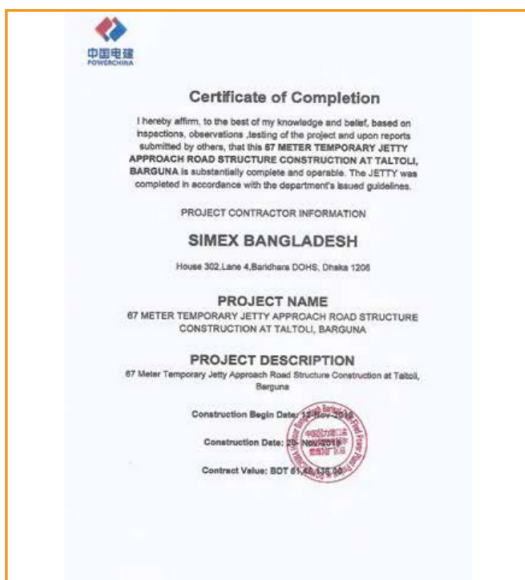 中国电建
POWERCHINA
Certificate of Completion
I hereby affirm, to the best of my knowledge and belief, based on
inspections, observations ,testing of the project and upon reports
submitted by others, that this 67 METER TEMPORARY JETTY
APPROACH ROAD STRUCTURE CONSTRUCTION AT TALTOLI,
BARGUNA is substantially complete and operable. The JETTY was
completed in accordance with the department's issued guidelines.
PROJECT CONTRACTOR INFORMATION
SIMEX BANGLADESH
House 302,Lane 4,Baridhara DOHS, Dhaka 1206
PROJECT NAME
67 METER TEMPORARY JETTY APPROACH ROAD STRUCTURE
CONSTRUCTION AT TALTOLI, BARGUNA
PROJECT DESCRIPTION
67 Meter Temporary Jetty Approach Road Structure Construction at Taltoli,
Barguna
Construction Begin Date:
Construction Date:
Contract Value: BDT